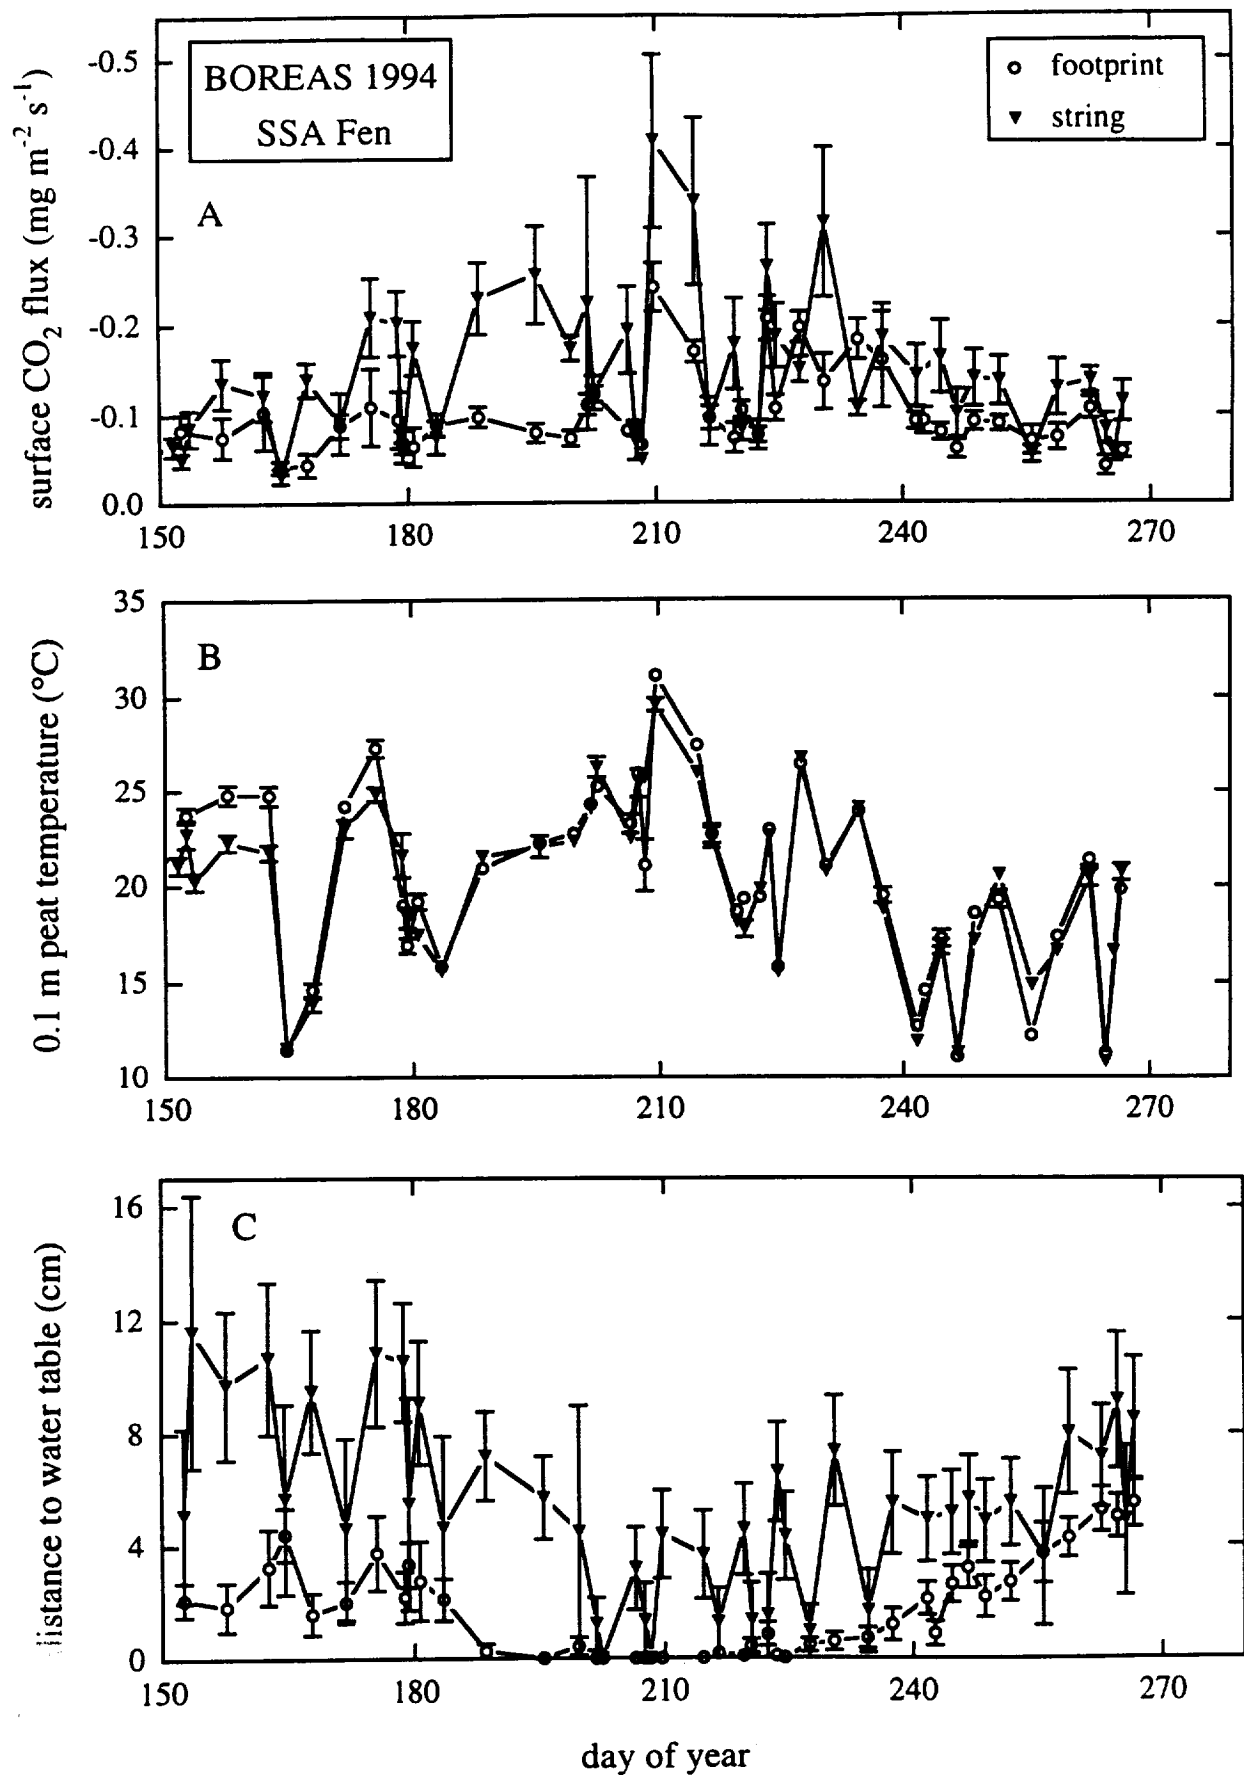 BOREAS 1994
SSA Fen
footprint
string
A
surface CO2 flux (mg m-2 s-1)
-0.5
-0.4
-0.3
-0.2
-0.1
0.0
150 180 210 240 270
B
0.1 m peat temperature (°C)
35
30
25
20
15
10
150 180 210 240 270
C
distance to water table (cm)
16
12
8
4
0
150 180 210 240 270
day of year